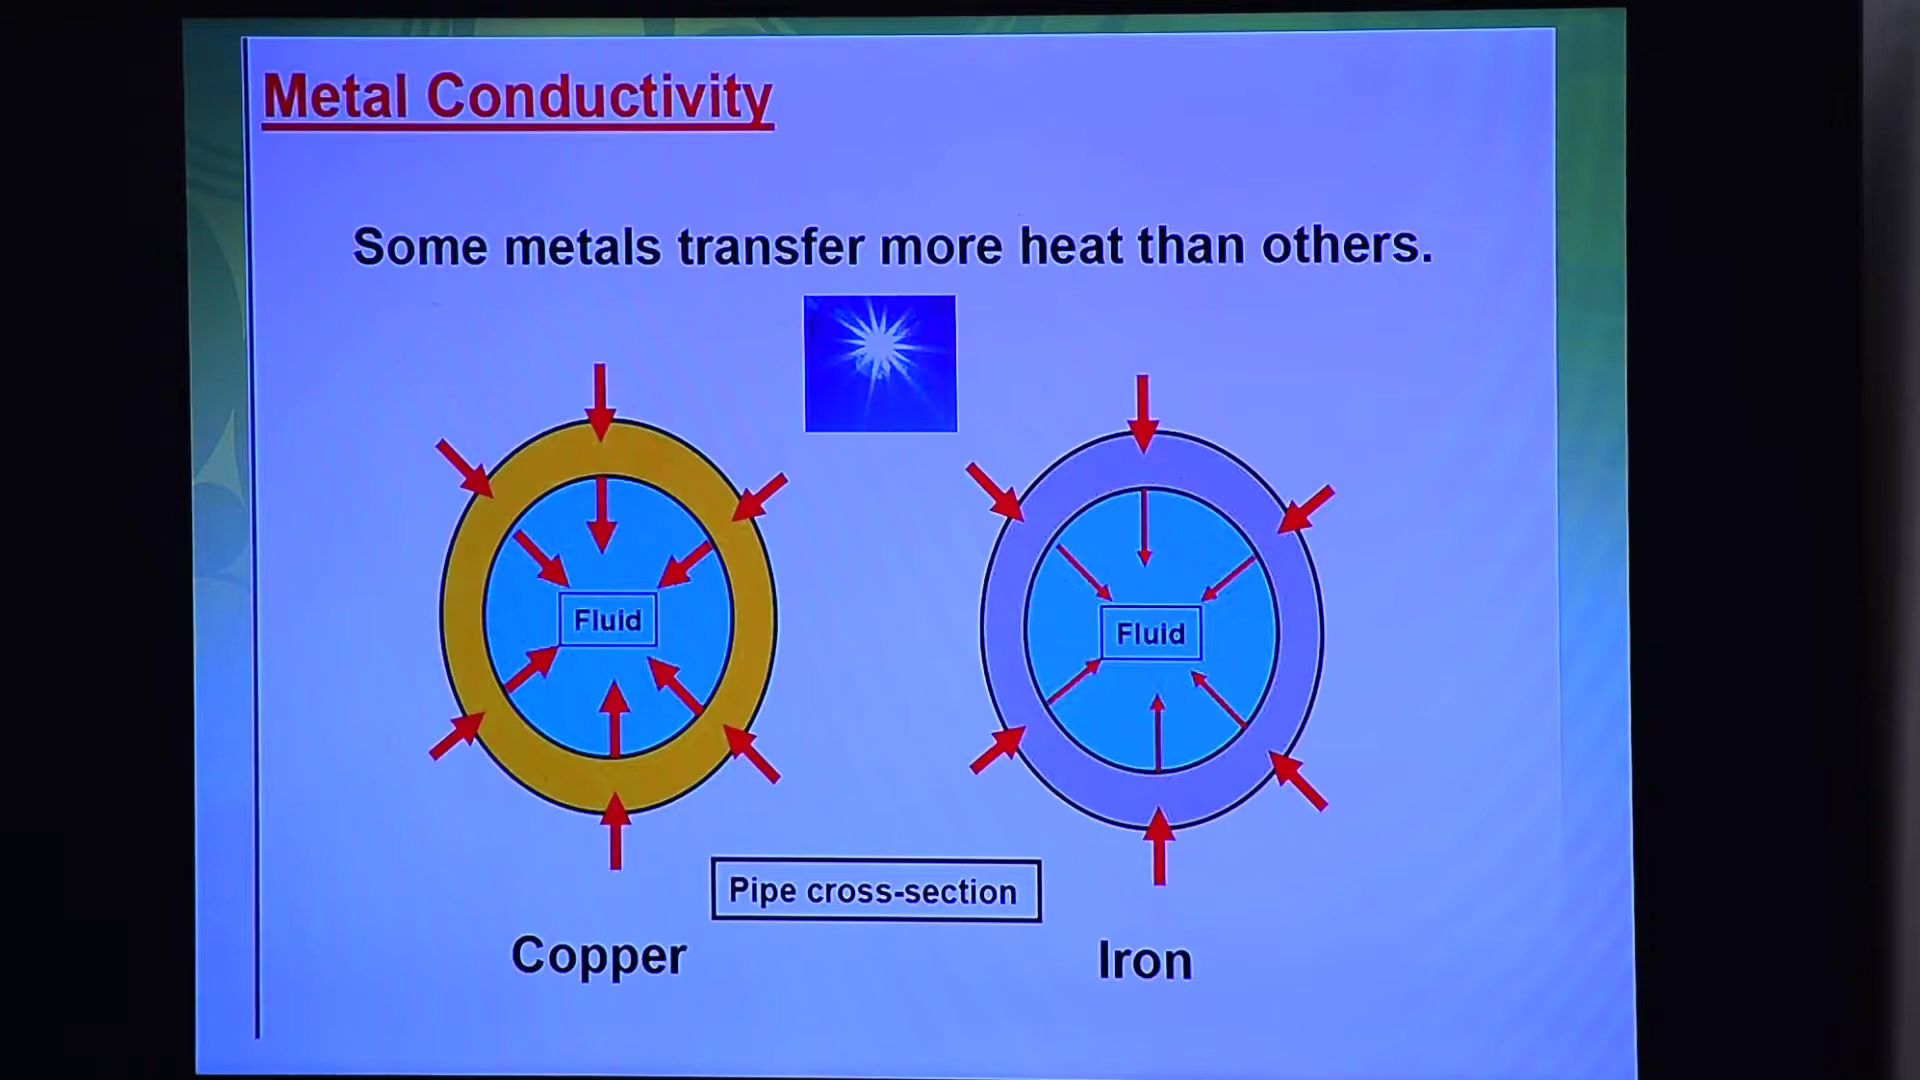 Metal Conductivity
Some metals transfer more heat than others.
Fluid
Fluid
Pipe cross-section
Copper
Iron